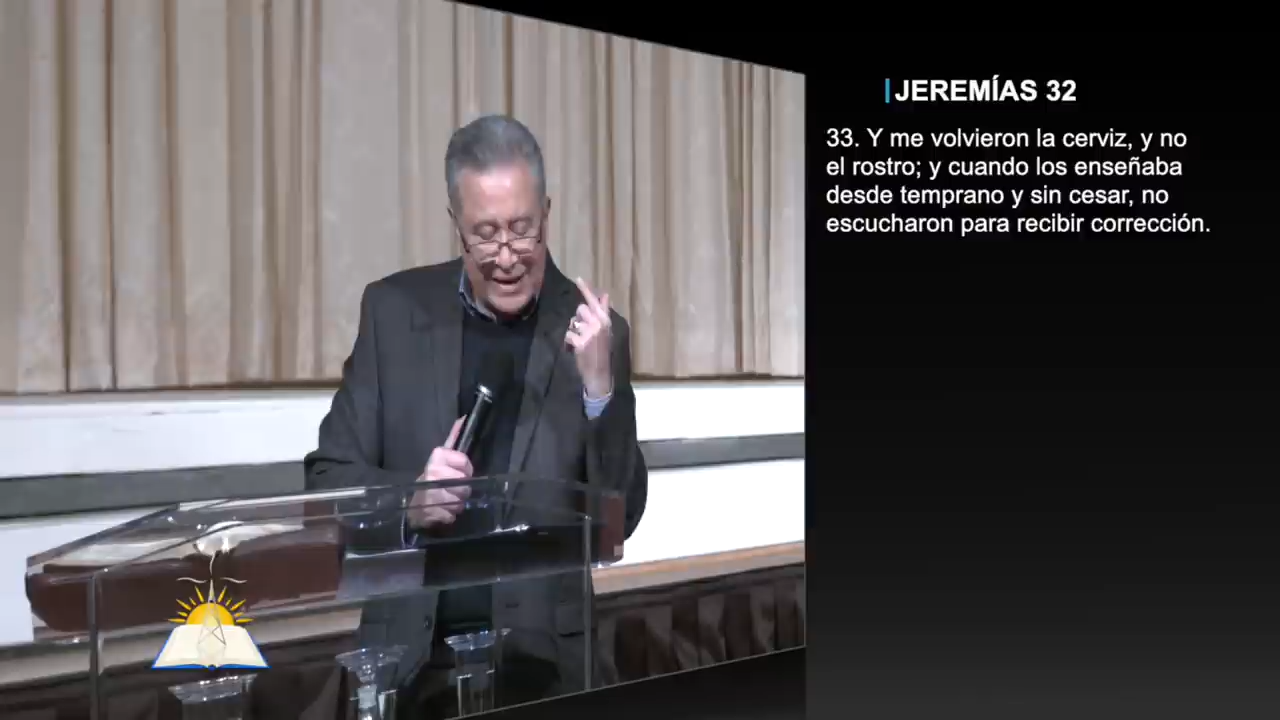 JEREMÍAS 32
33. Y me volvieron la cerviz, y no
el rostro; y cuando los enseñaba
desde temprano y sin cesar, no
escucharon para recibir corrección.